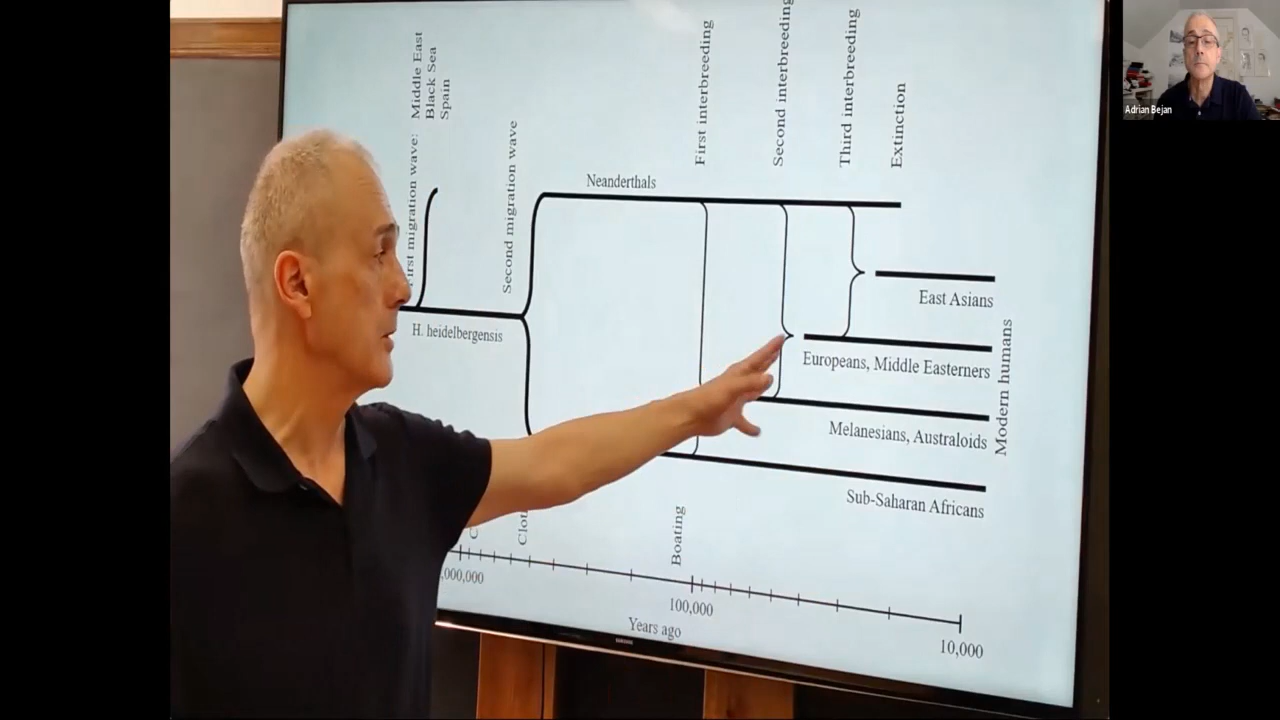 First migration wave:
Middle East
Black Sea
Spain
Second migration wave
First interbreeding
Second interbreeding
Third interbreeding
Extinction
Neanderthals
H. heidelbergensis
East Asians
Europeans, Middle Easterners
Melanesians, Australoids
Sub-Saharan Africans
Modern humans
Boating
,000,000
100,000
10,000
Years ago
SAMSUNG
Adrian Bejan